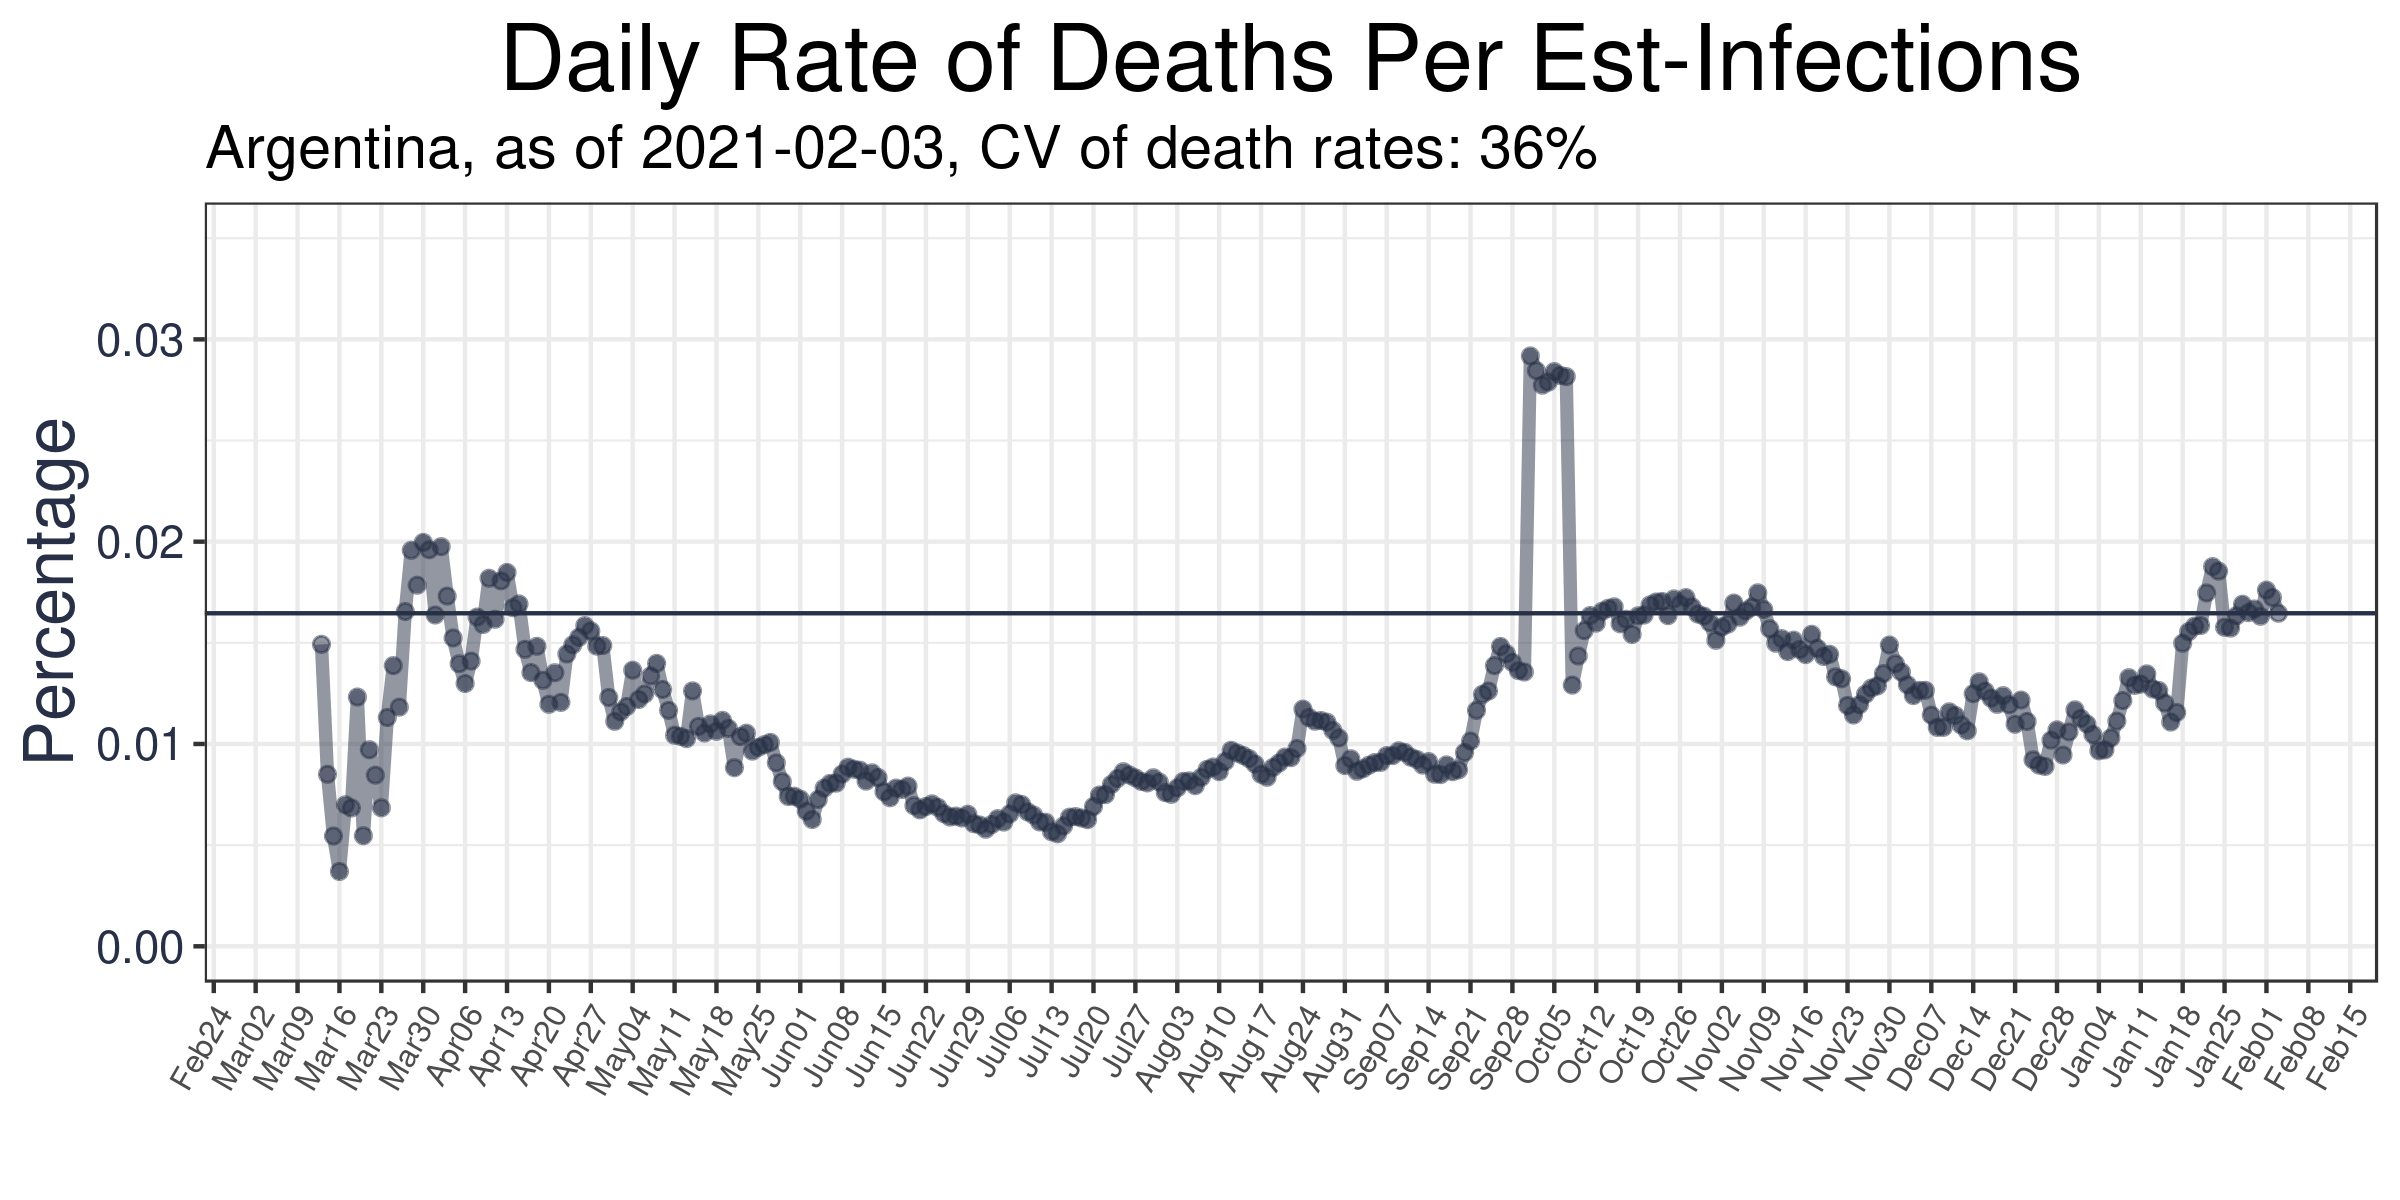 Daily Rate of Deaths Per Est-Infections
Argentina, as of 2021-02-03, CV of death rates: 36%
Percentage
0.03
0.02
0.01
0.00
Feb24
Mar02
Mar09
Mar16
Mar23
Mar30
Apr06
Apr13
Apr20
Apr27
May04
May11
May18
May25
Jun01
Jun08
Jun15
Jun22
Jun29
Jul06
Jul13
Jul20
Jul27
Aug03
Aug10
Aug17
Aug24
Aug31
Sep07
Sep14
Sep21
Sep28
Oct05
Oct12
Oct19
Oct26
Nov02
Nov09
Nov16
Nov23
Nov30
Dec07
Dec14
Dec21
Dec28
Jan04
Jan11
Jan18
Jan25
Feb01
Feb08
Feb15